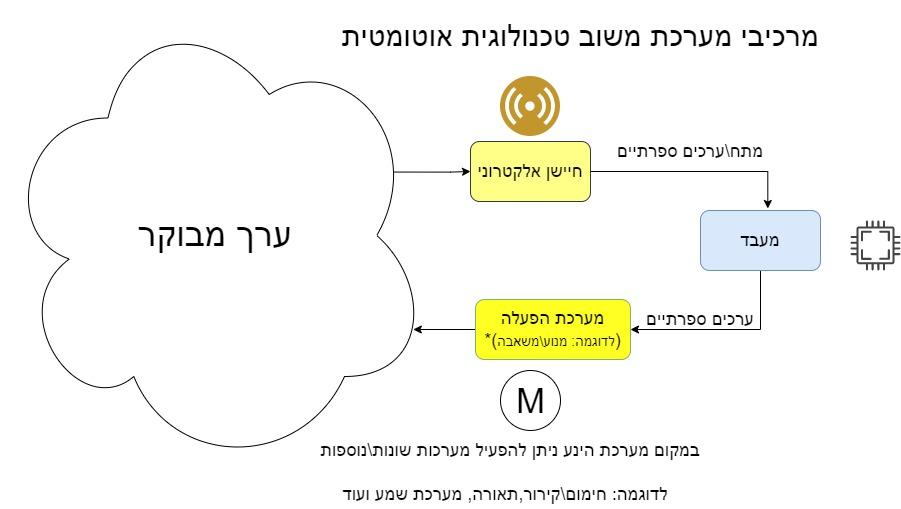 מרכיבי מערכת משוב טכנולוגית אוטומטית
מתח\ערכים ספרתיים
חיישן אלקטרוני
ערך מבוקר
מעבד
מערכת הפעלה
(לדוגמה: מנוע\משאבה)*
ערכים ספרתיים
M
במקום מערכת הינע ניתן להפעיל מערכות שונות\נוספות
לדוגמה: חימום\קירור,תאורה, מערכת שמע ועוד